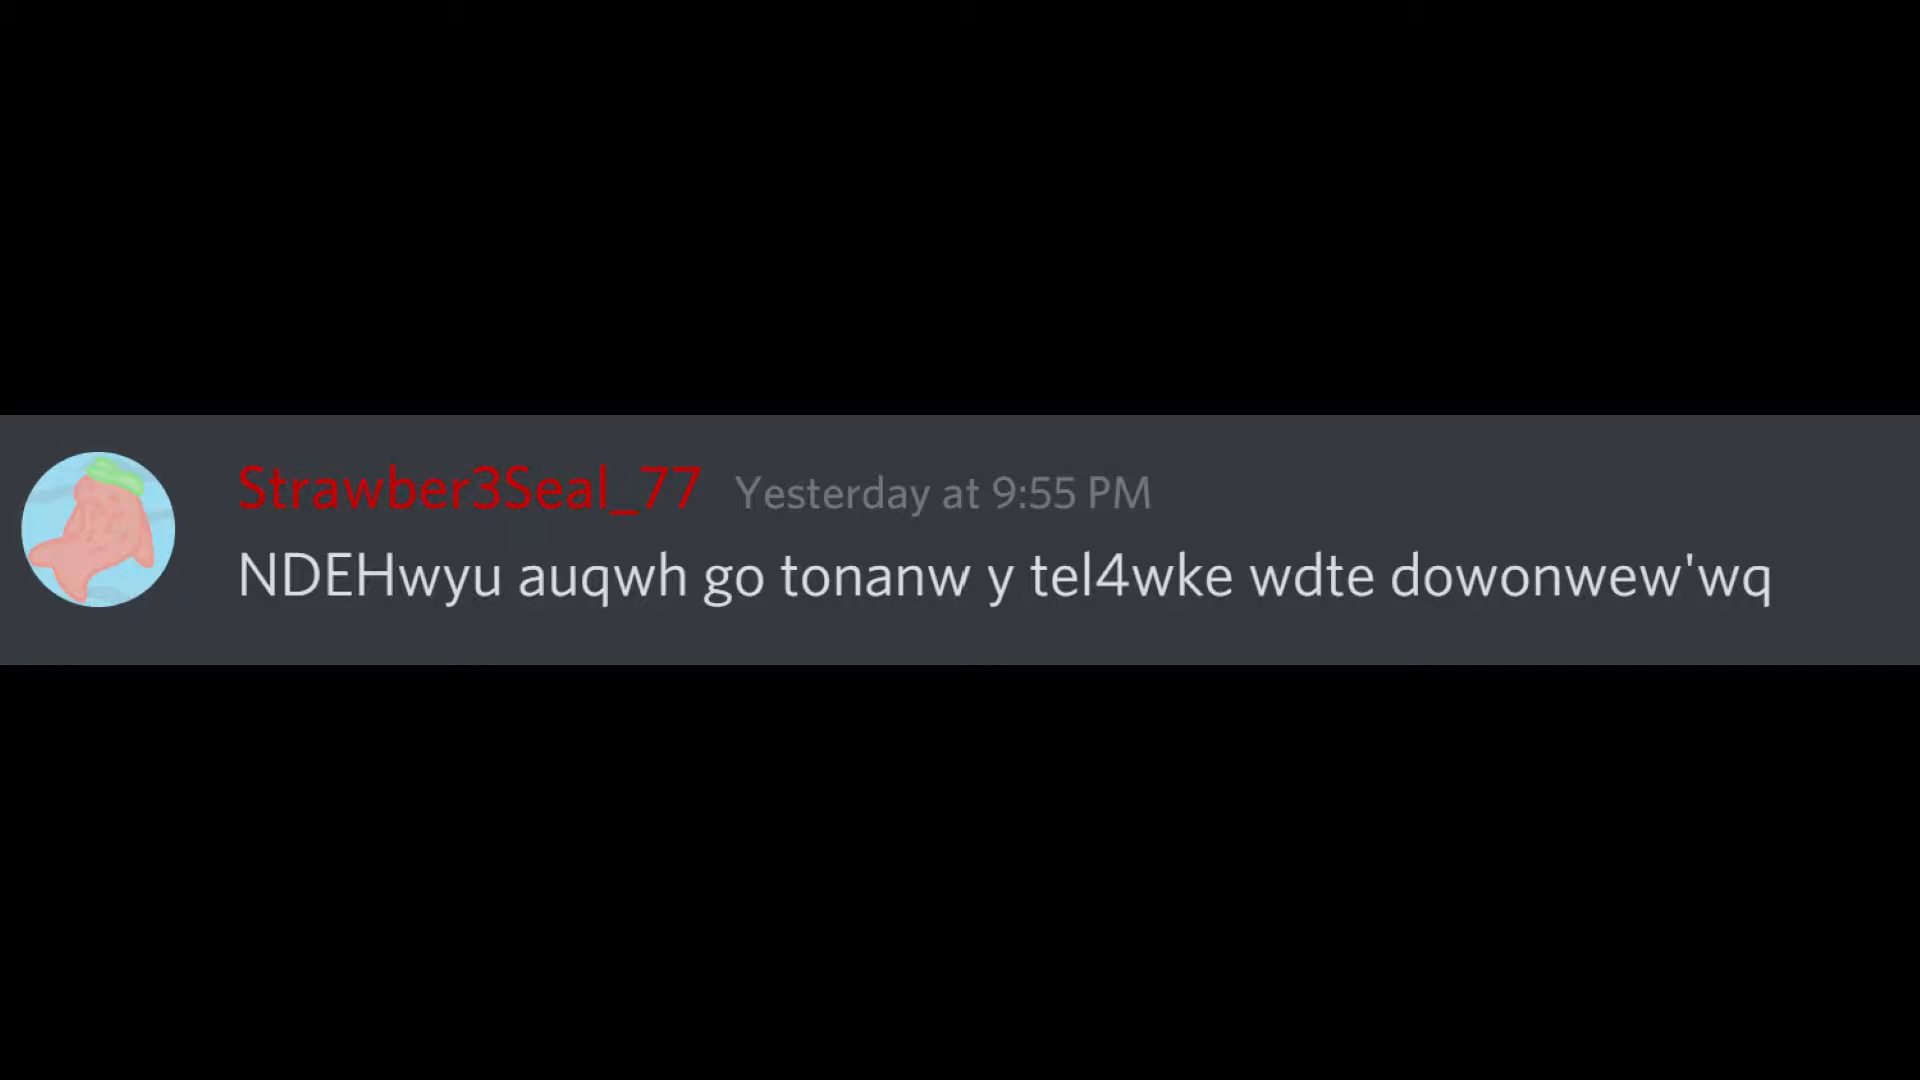 Strawber3Seal_77 Yesterday at 9:55 PM
NDEHwyu auqwh go tonanw y tel4wke wdte dowonwew'wq